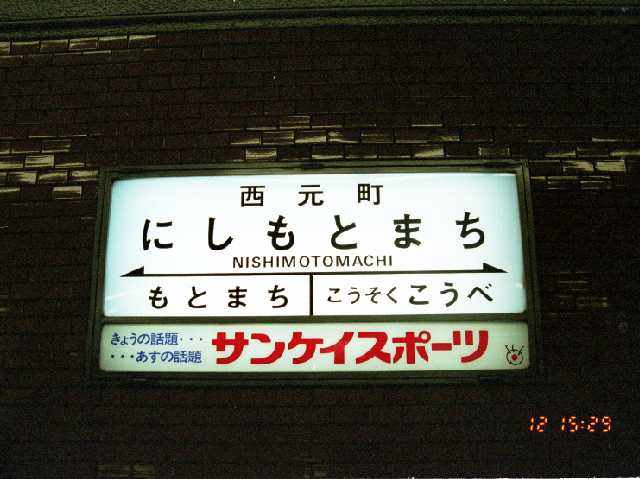 西元町
にしもとまち
NISHIMOTOMACHI
もとまち こうそくこうべ
きょうの話題・・・
・・・あすの話題
サンケイスポーツ
12 15:29